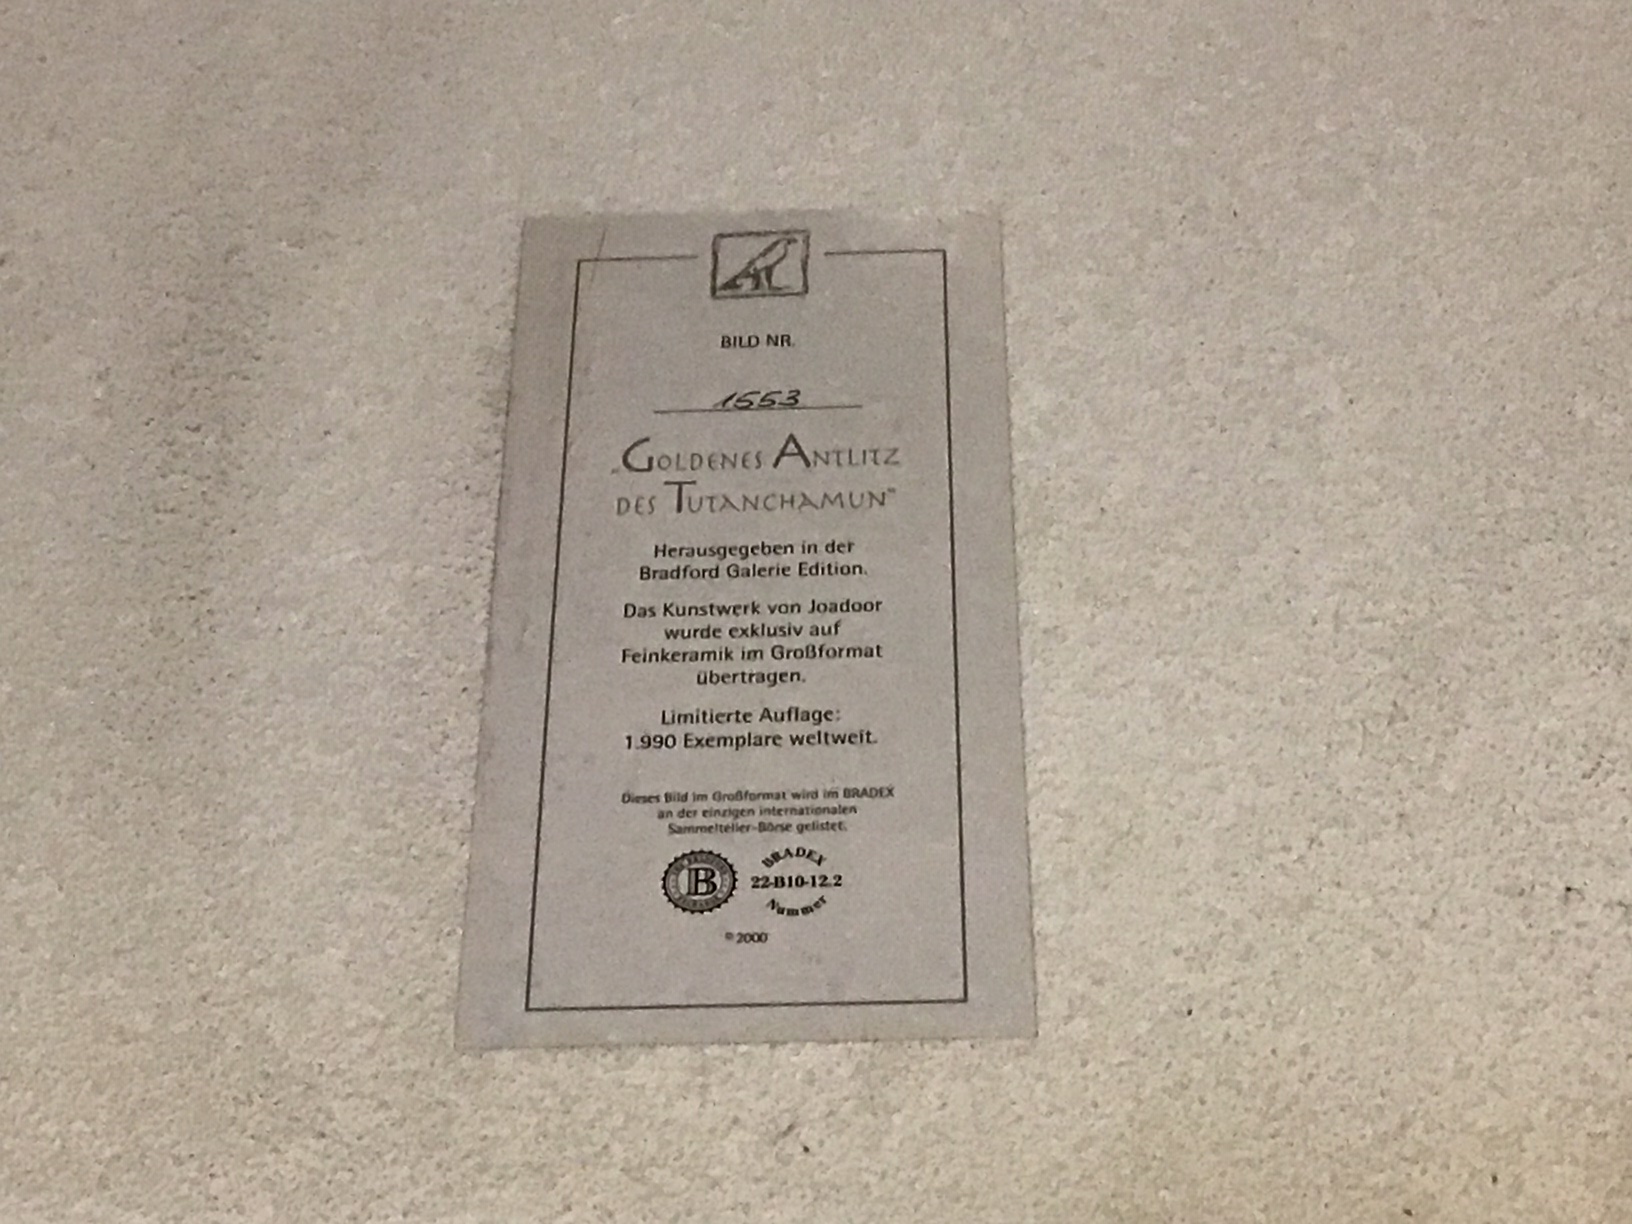 BILD NR.
1553
„GOLDENES ANTLITZ
DES TUTANCHAMUN"
Herausgegeben in der
Bradford Galerie Edition.
Das Kunstwerk von Joadoor
wurde exklusiv auf
Feinkeramik im Großformat
übertragen.
Limitierte Auflage:
1.990 Exemplare weltweit.
Dieses Bild im Großformat wird im BRADEX
an der einzigen internationalen
Sammelteller-Börse gelistet.
B
BRADEX
22-B10-12.2
Nummer
© 2000